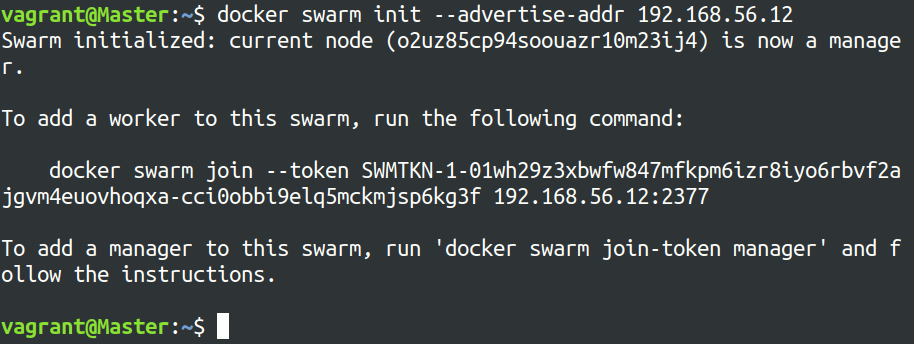 vagrant@Master:~$ docker swarm init --advertise-addr 192.168.56.12
Swarm initialized: current node (o2uz85cp94soouazr10m23ij4) is now a manage
r.
To add a worker to this swarm, run the following command:
docker swarm join --token SWMTKN-1-01wh29z3xbwfw847mfkpm6izr8iyo6rbvf2a
jgvm4euovhoqxa-cci0obbi9elq5mckmjsp6kg3f 192.168.56.12:2377
To add a manager to this swarm, run 'docker swarm join-token manager' and f
ollow the instructions.
vagrant@Master:~$